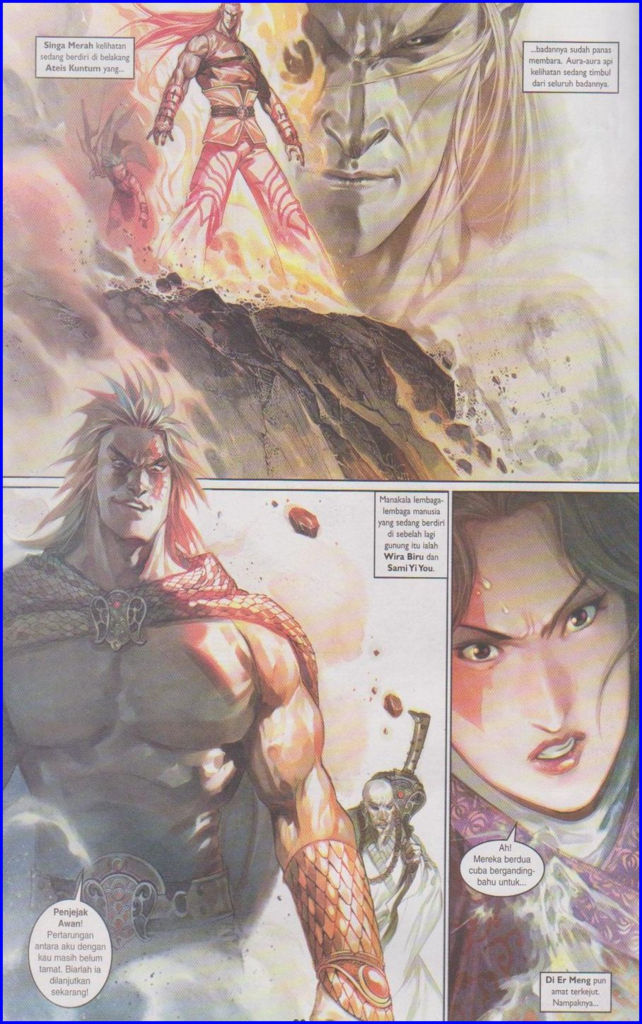 Singa Merah kelihatan
sedang berdiri di belakang
Ateis Kuntum yang...
...badannya sudah panas
membara. Aura-aura api
kelihatan sedang timbul
dari seluruh badannya.
Manakala lembaga-
lembaga manusia
yang sedang berdiri
di sebelah lagi
gunung itu ialah
Wira Biru dan
Sami Yi You.
Penjejak
Awan!
Pertarungan
antara aku dengan
kau masih belum
tamat. Biarlah ia
dilanjutkan
sekarang!
Ah!
Mereka berdua
cuba berganding-
bahu untuk...
Di Er Meng pun
amat terkejut.
Nampaknya...